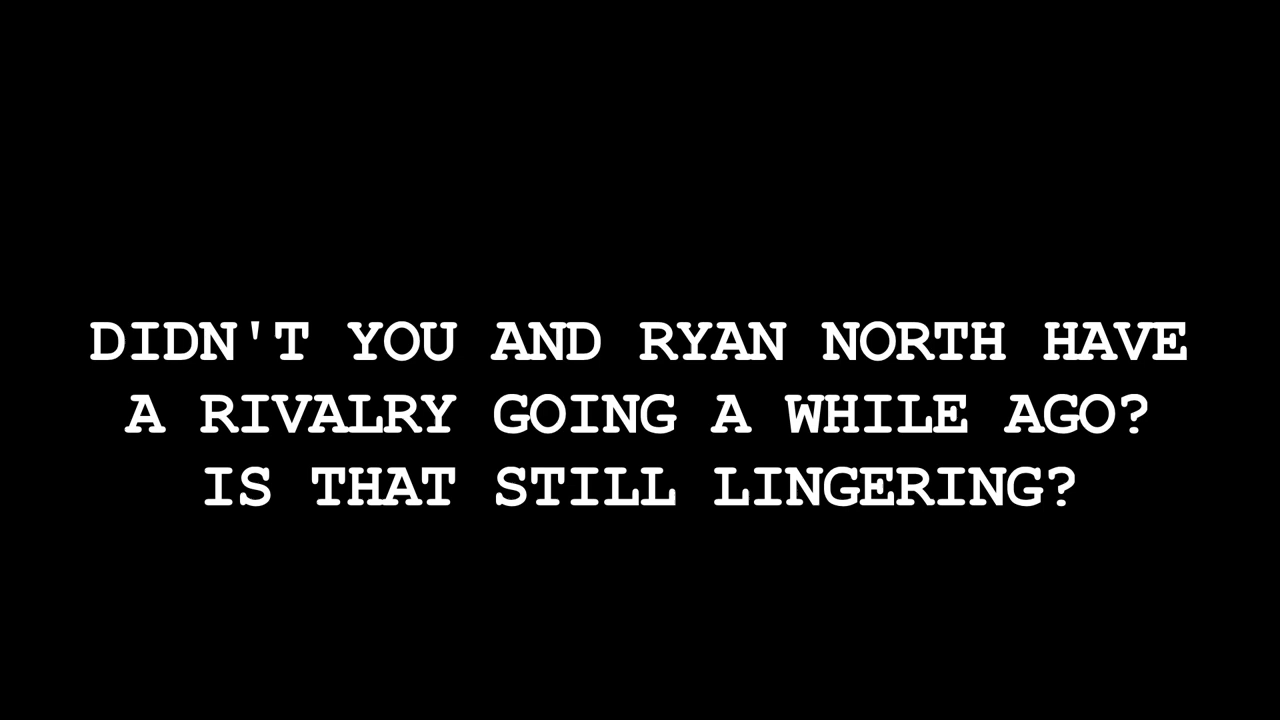 DIDN'T YOU AND RYAN NORTH HAVE
A RIVALRY GOING A WHILE AGO?
IS THAT STILL LINGERING?